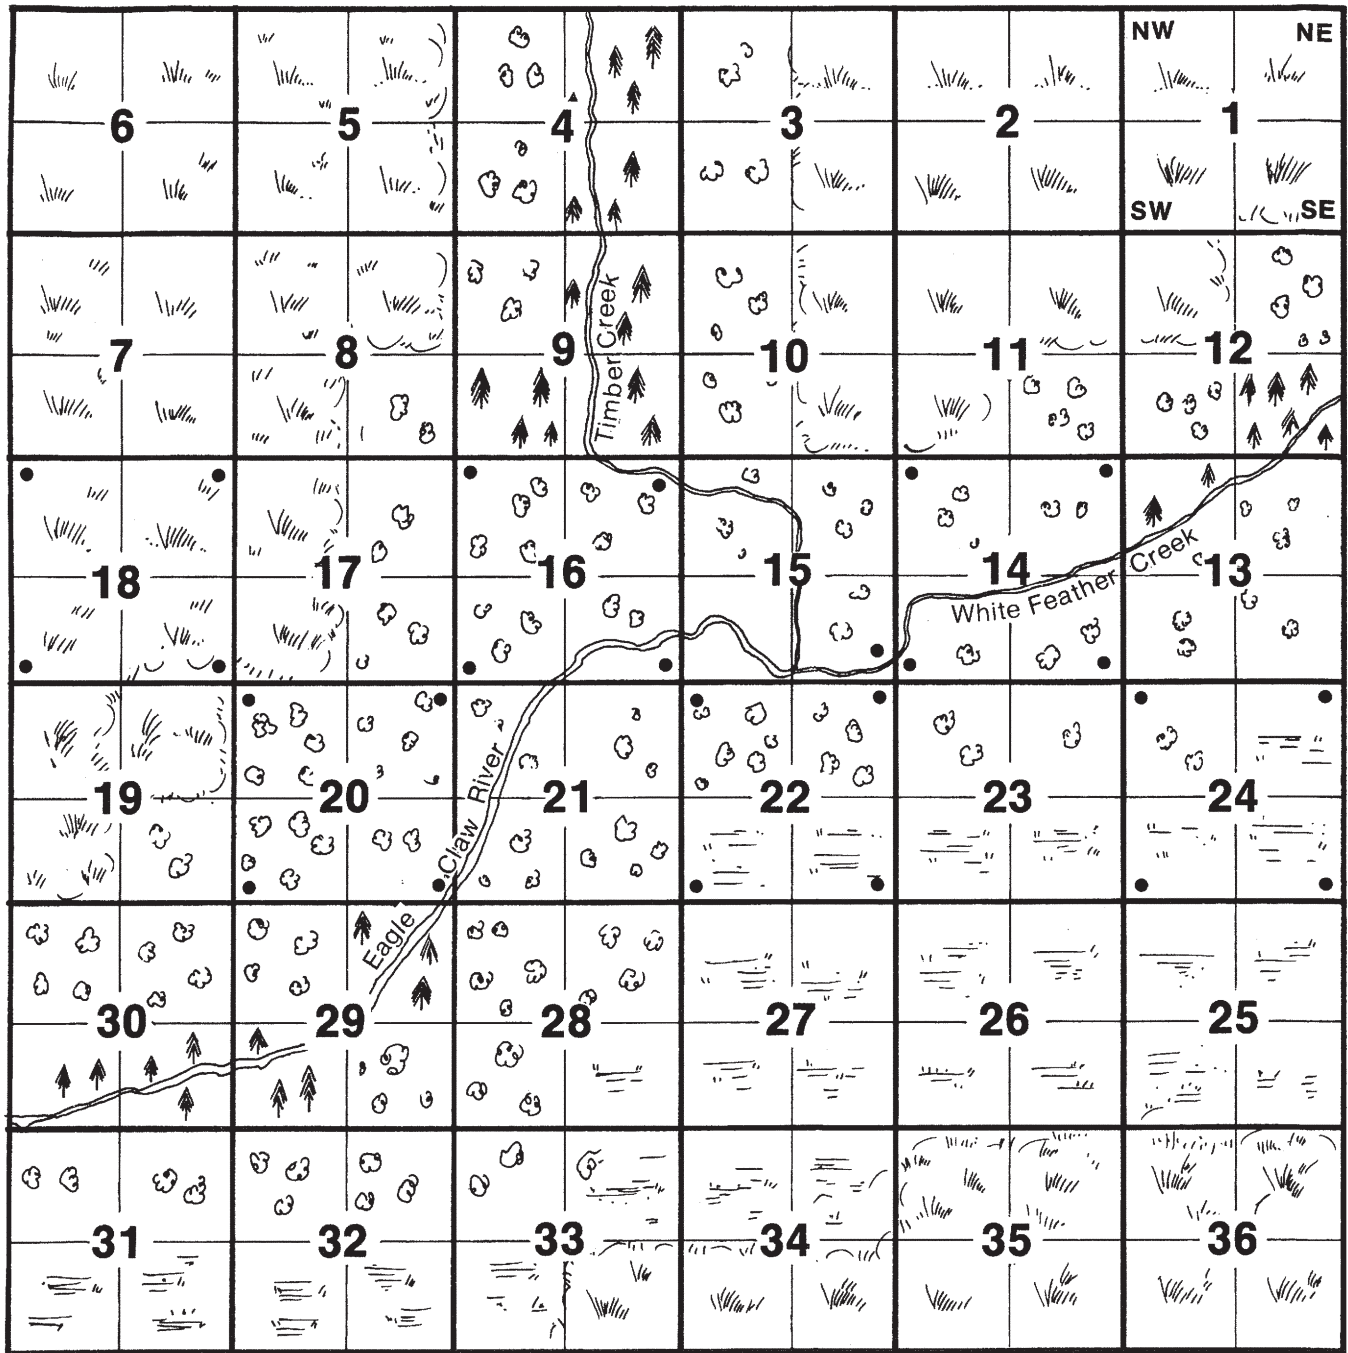 NW NE
6 5 4 3 2 1
SW SE
7 8 9 10 11 12
Timber Creek
18 17 16 15 14 13
White Feather Creek
19 20 21 22 23 24
Eagle Claw River
30 29 28 27 26 25
31 32 33 34 35 36